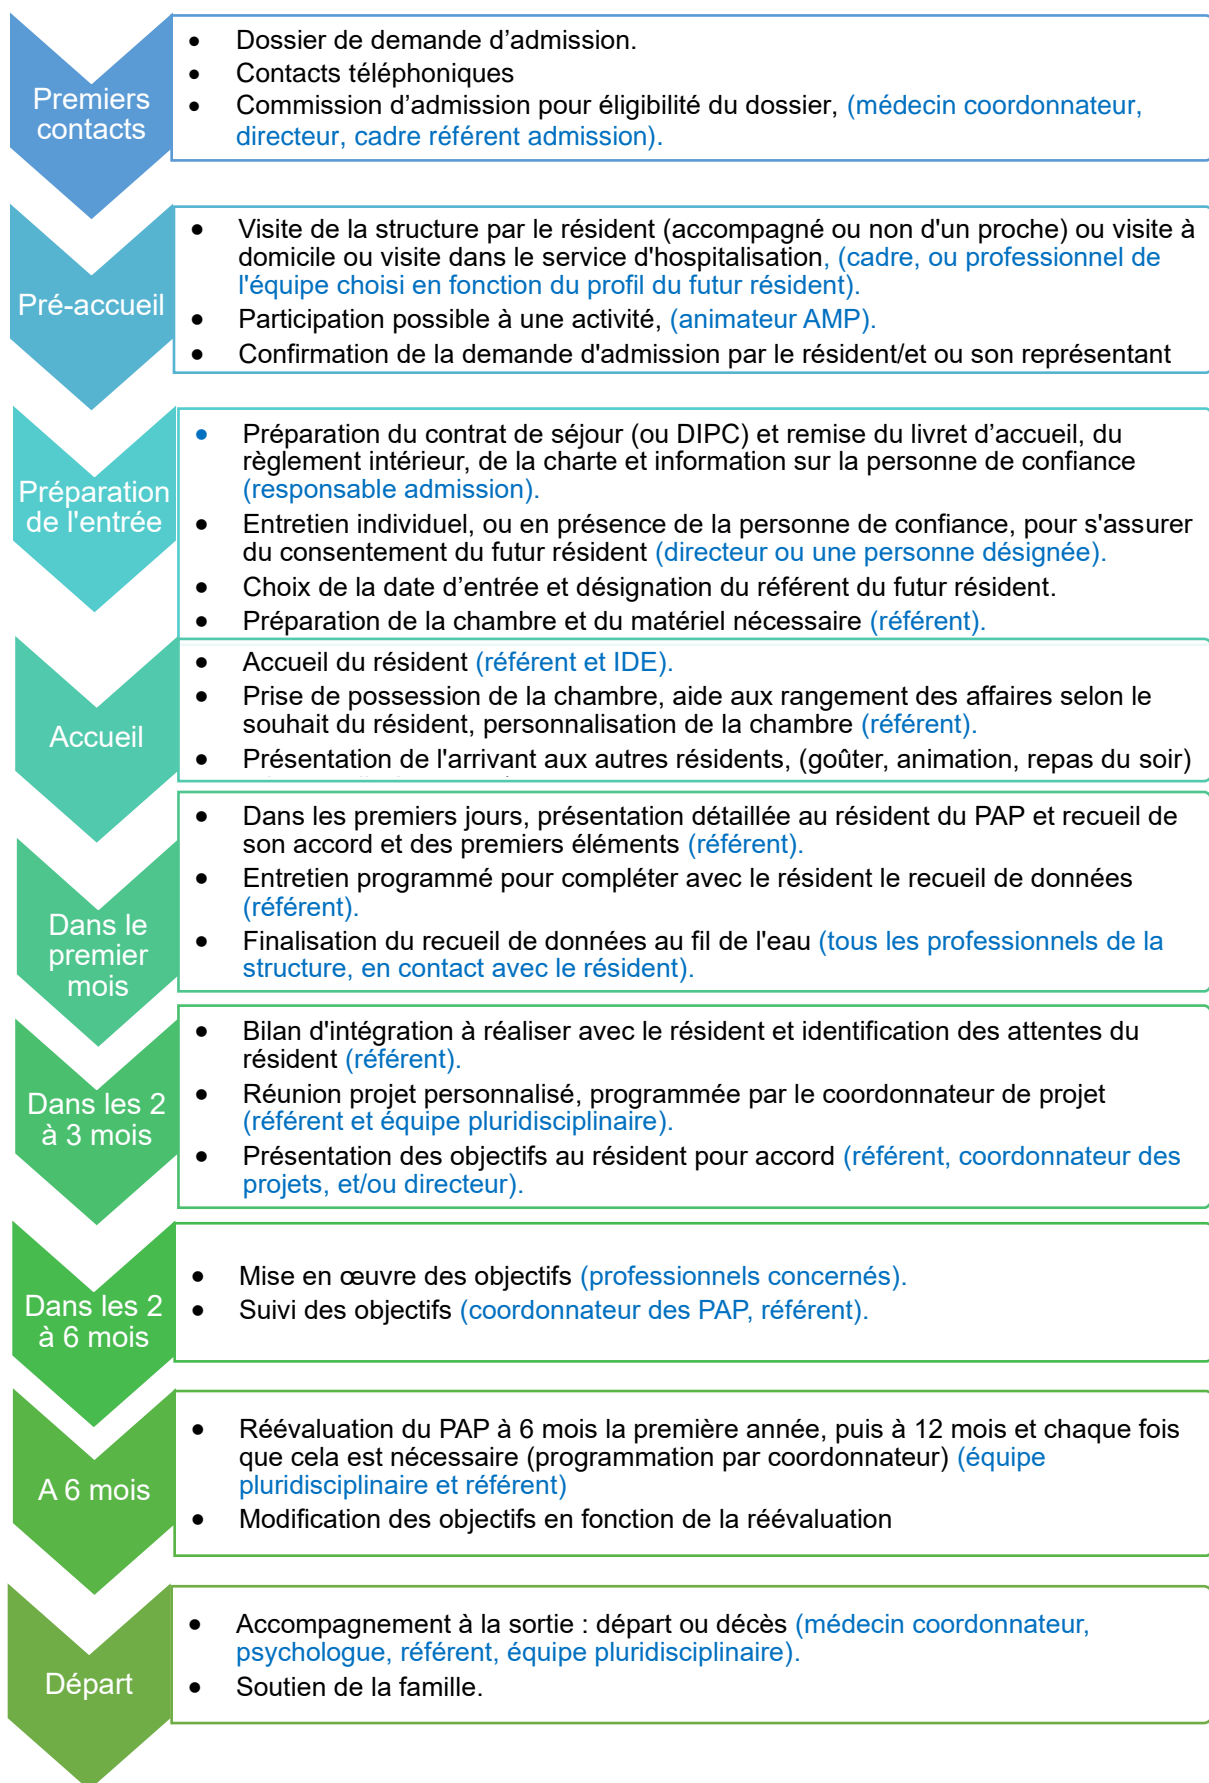 Premiers
contacts
• Dossier de demande d’admission.
• Contacts téléphoniques
• Commission d’admission pour éligibilité du dossier, (médecin coordonnateur,
directeur, cadre référent admission).
Pré-accueil
• Visite de la structure par le résident (accompagné ou non d'un proche) ou visite à
domicile ou visite dans le service d'hospitalisation, (cadre, ou professionnel de
l'équipe choisi en fonction du profil du futur résident).
• Participation possible à une activité, (animateur AMP).
• Confirmation de la demande d'admission par le résident/et ou son représentant
Préparation
de l'entrée
• Préparation du contrat de séjour (ou DIPC) et remise du livret d’accueil, du
règlement intérieur, de la charte et information sur la personne de confiance
(responsable admission).
• Entretien individuel, ou en présence de la personne de confiance, pour s'assurer
du consentement du futur résident (directeur ou une personne désignée).
• Choix de la date d’entrée et désignation du référent du futur résident.
• Préparation de la chambre et du matériel nécessaire (référent).
Accueil
• Accueil du résident (référent et IDE).
• Prise de possession de la chambre, aide aux rangement des affaires selon le
souhait du résident, personnalisation de la chambre (référent).
• Présentation de l'arrivant aux autres résidents, (goûter, animation, repas du soir)
Dans le
premier
mois
• Dans les premiers jours, présentation détaillée au résident du PAP et recueil de
son accord et des premiers éléments (référent).
• Entretien programmé pour compléter avec le résident le recueil de données
(référent).
• Finalisation du recueil de données au fil de l'eau (tous les professionnels de la
structure, en contact avec le résident).
Dans les 2
à 3 mois
• Bilan d'intégration à réaliser avec le résident et identification des attentes du
résident (référent).
• Réunion projet personnalisé, programmée par le coordonnateur de projet
(référent et équipe pluridisciplinaire).
• Présentation des objectifs au résident pour accord (référent, coordonnateur des
projets, et/ou directeur).
Dans les 2
à 6 mois
• Mise en œuvre des objectifs (professionnels concernés).
• Suivi des objectifs (coordonnateur des PAP, référent).
A 6 mois
• Réévaluation du PAP à 6 mois la première année, puis à 12 mois et chaque fois
que cela est nécessaire (programmation par coordonnateur) (équipe
pluridisciplinaire et référent)
• Modification des objectifs en fonction de la réévaluation
Départ
• Accompagnement à la sortie : départ ou décès (médecin coordonnateur,
psychologue, référent, équipe pluridisciplinaire).
• Soutien de la famille.